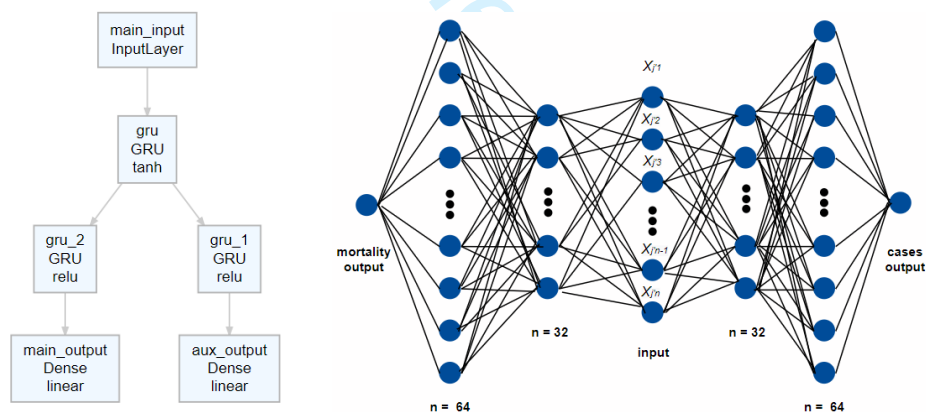 main_input
InputLayer
gru
GRU
tanh
gru_2
GRU
relu
gru_1
GRU
relu
main_output
Dense
linear
aux_output
Dense
linear
mortality
output
n = 64
n = 32
Xj'1
Xj'2
Xj'3
Xj'n-1
Xj'n
input
n = 32
n = 64
cases
output